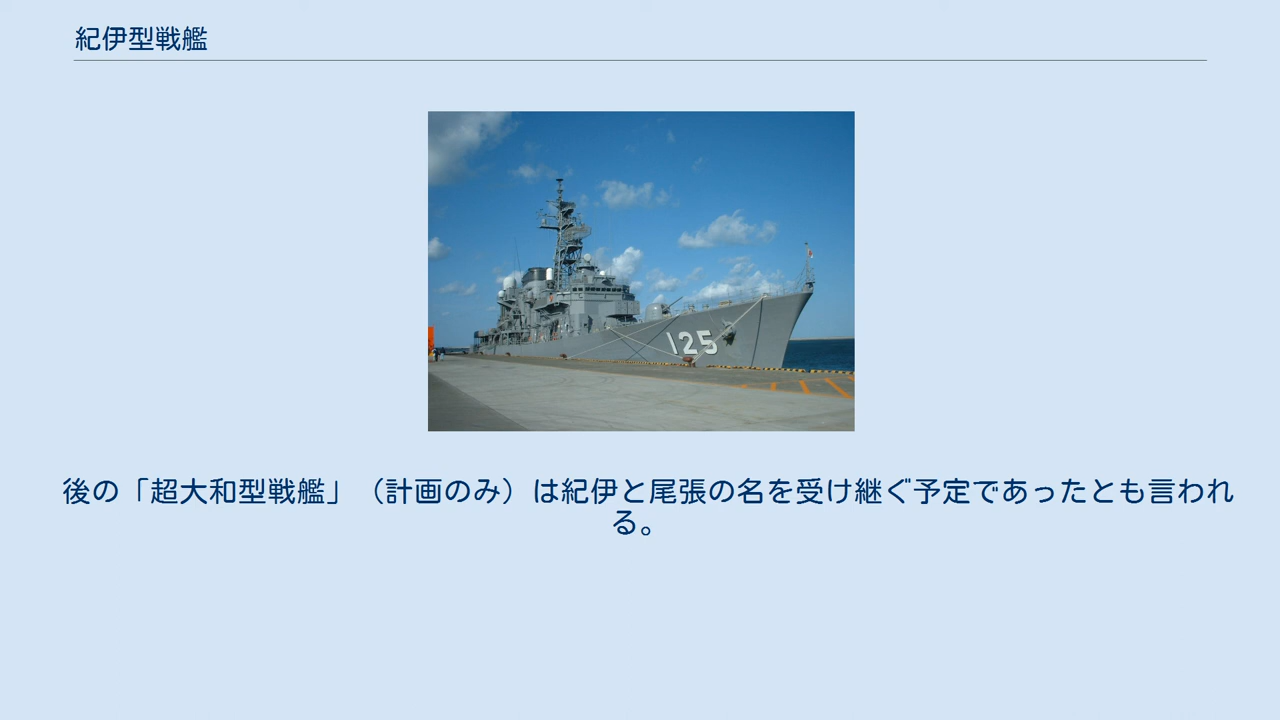 紀伊型戦艦
125
後の「超大和型戦艦」（計画のみ）は紀伊と尾張の名を受け継ぐ予定であったとも言われ
る。